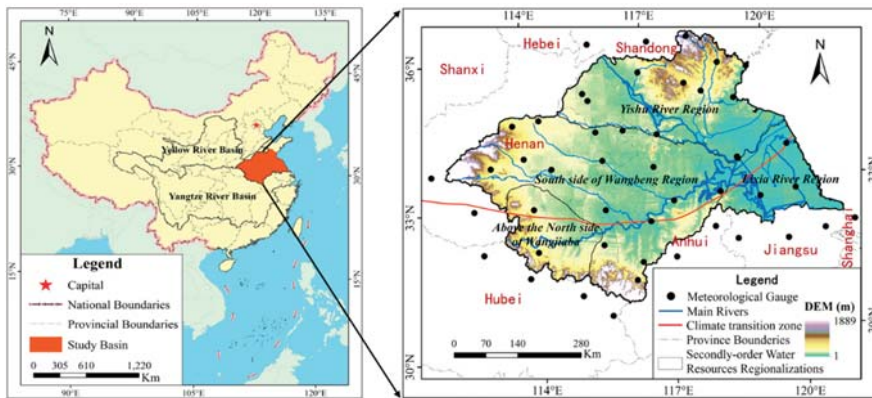 75°E
90°E
105°E
120°E
135°E
N
45°N
30°N
15°N
45°N
30°N
15°N
Yellow River Basin
Yangtze River Basin
Legend
Capital
National Boundaries
Provincial Boundaries
Study Basin
0 305 610 1,220
Km
90°E
105°E
120°E
114°E
117°E
120°E
N
Hebei
Shandong
Shanxi
36°N
Yishu River Region
Henan
South side of Wangbeng Region
Lixia River Region
33°N
Above the North side
of Wangjiaba
Anhui
Jiangsu
Shanghai
Hubei
30°N
0 70 140 280
Km
Legend
Meteorological Gauge
Main Rivers
Climate transition zone
Province Bounderies
Secondly-order Water
Resources Regionalizations
DEM (m)
1889
1
114°E
117°E
120°E